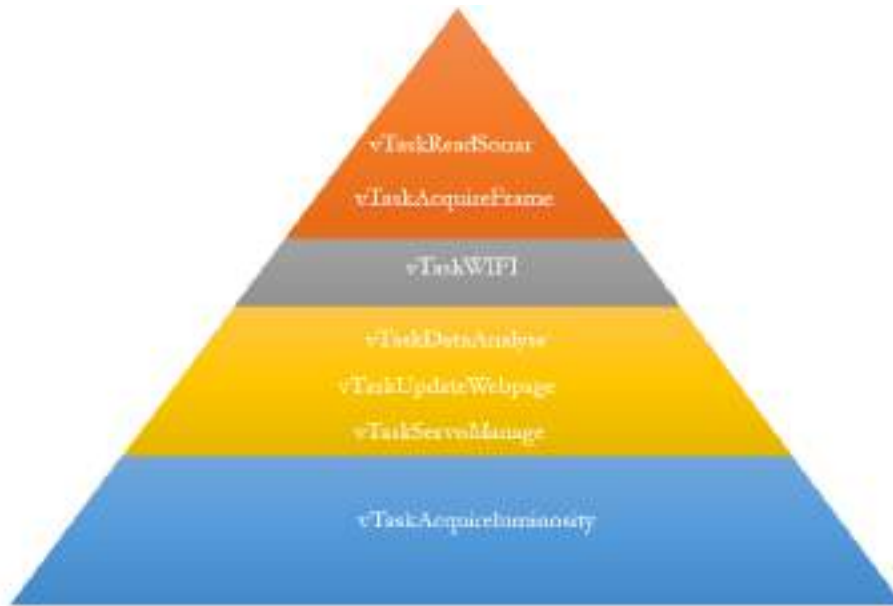 vTaskReadSonar
vTaskAcquireFrame
vTaskWIFI
vTaskDataAnalyse
vTaskUpdateWebpage
vTaskServoManage
vTaskAcquireluminosity